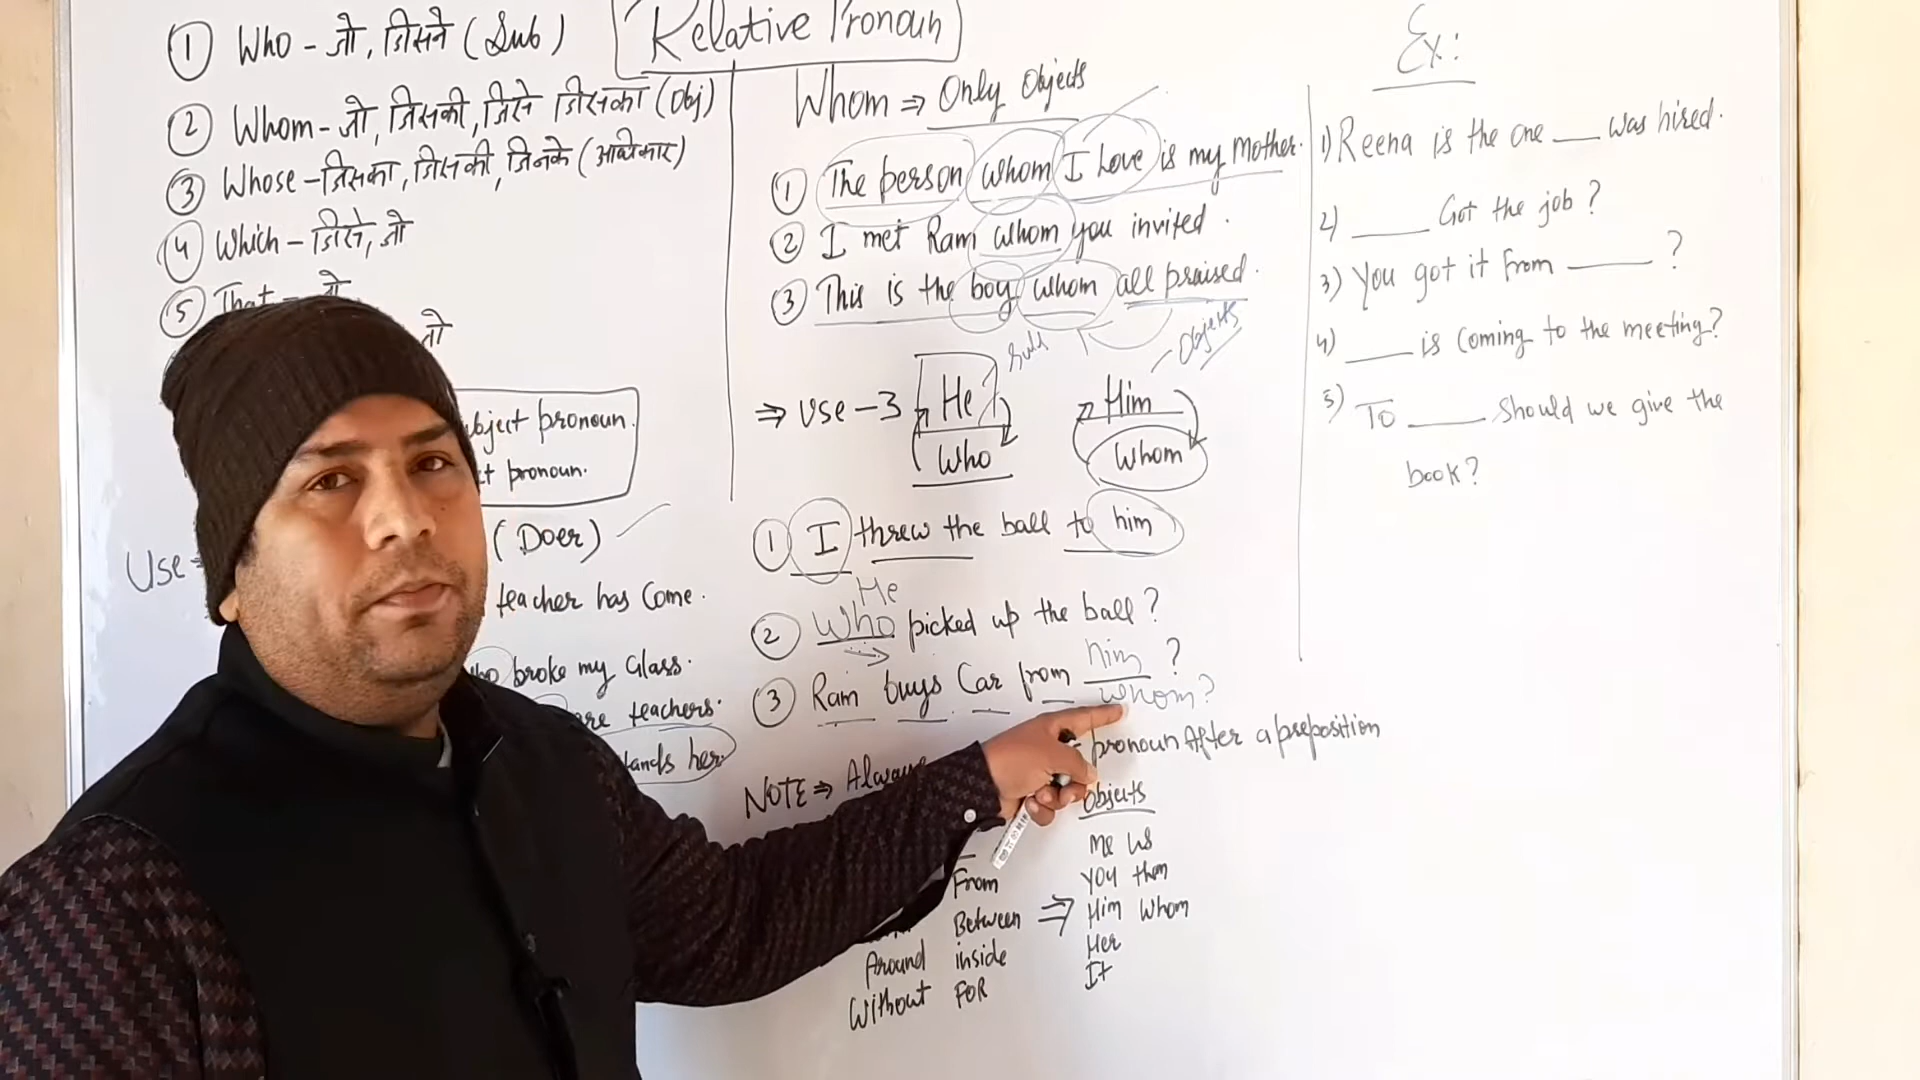 Relative Pronoun
① Who - जो, जिसने (Sub)
② Whom - जो, जिसकी, जिसे जिसका (Obj)
③ Whose - जिसका, जिसकी, जिनके (अधिकार)
④ Which - जिसे, जो
⑤ That - जो
bject pronoun.
t pronoun.
Use
(Doer)
teacher has Come.
ho broke my Glass.
are teachers.
tands her.
Whom ⇒ Only Objects
① The person whom I Love is my Mother.
② I met Ram whom you invited.
③ This is the boy whom all praised.
Sub
Objects
⇒ Use - 3 He Him
Who Whom
① I threw the ball to him
He
② Who picked up the ball?
③ Ram buys Car from him ?
whom?
NOTE ⇒ Always pronoun After a preposition
Objects
Me Us
You them
From Him Whom
Between ⇒ Her
Around inside It
Without FOR
Ex:
1) Reena is the one ___ was hired.
2) ___ Got the job?
3) You got it from ___ ?
4) ___ is Coming to the meeting?
5) To ___ Should we give the
book?